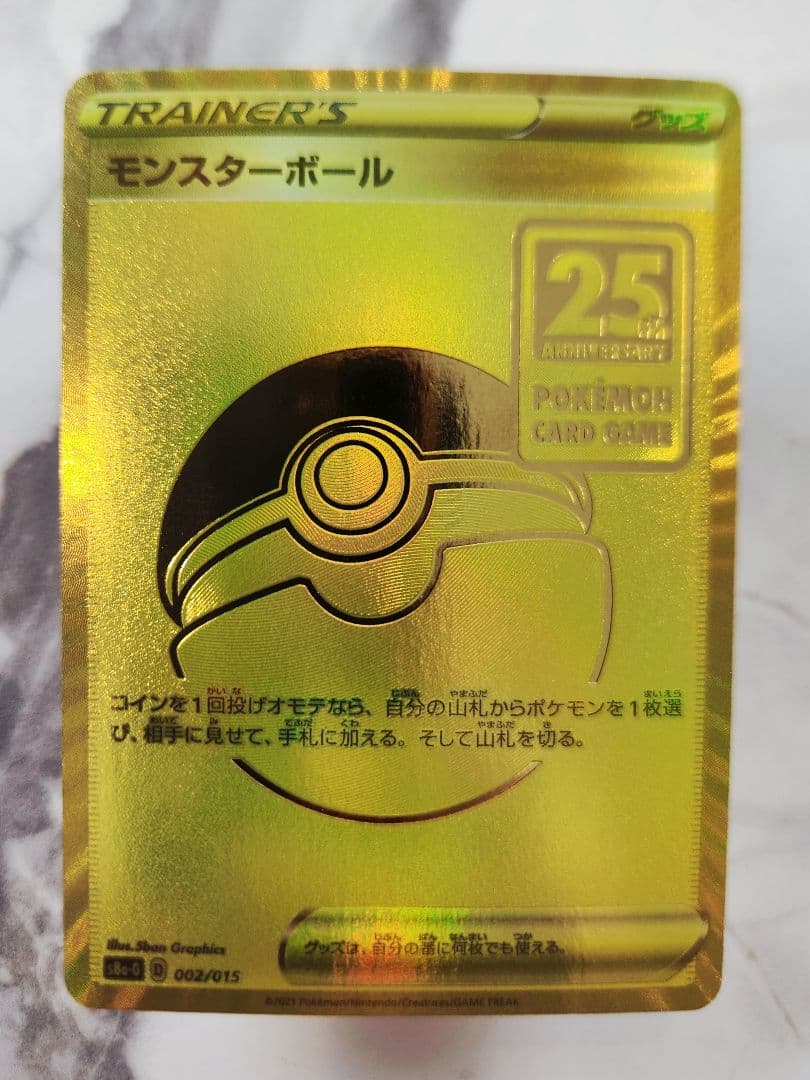 TRAINER'S
グッズ
モンスターボール
25th
ANNIVERSARY
POKÉMON
CARD GAME
コインを1回投げオモテなら、自分の山札からポケモンを1枚選
び、相手に見せて、手札に加える。そして山札を切る。
Illus.5ban Graphics
グッズは、自分の番に何枚でも使える。
s8a-G D 002/015
©2021 Pokémon/Nintendo/Creatures/GAME FREAK